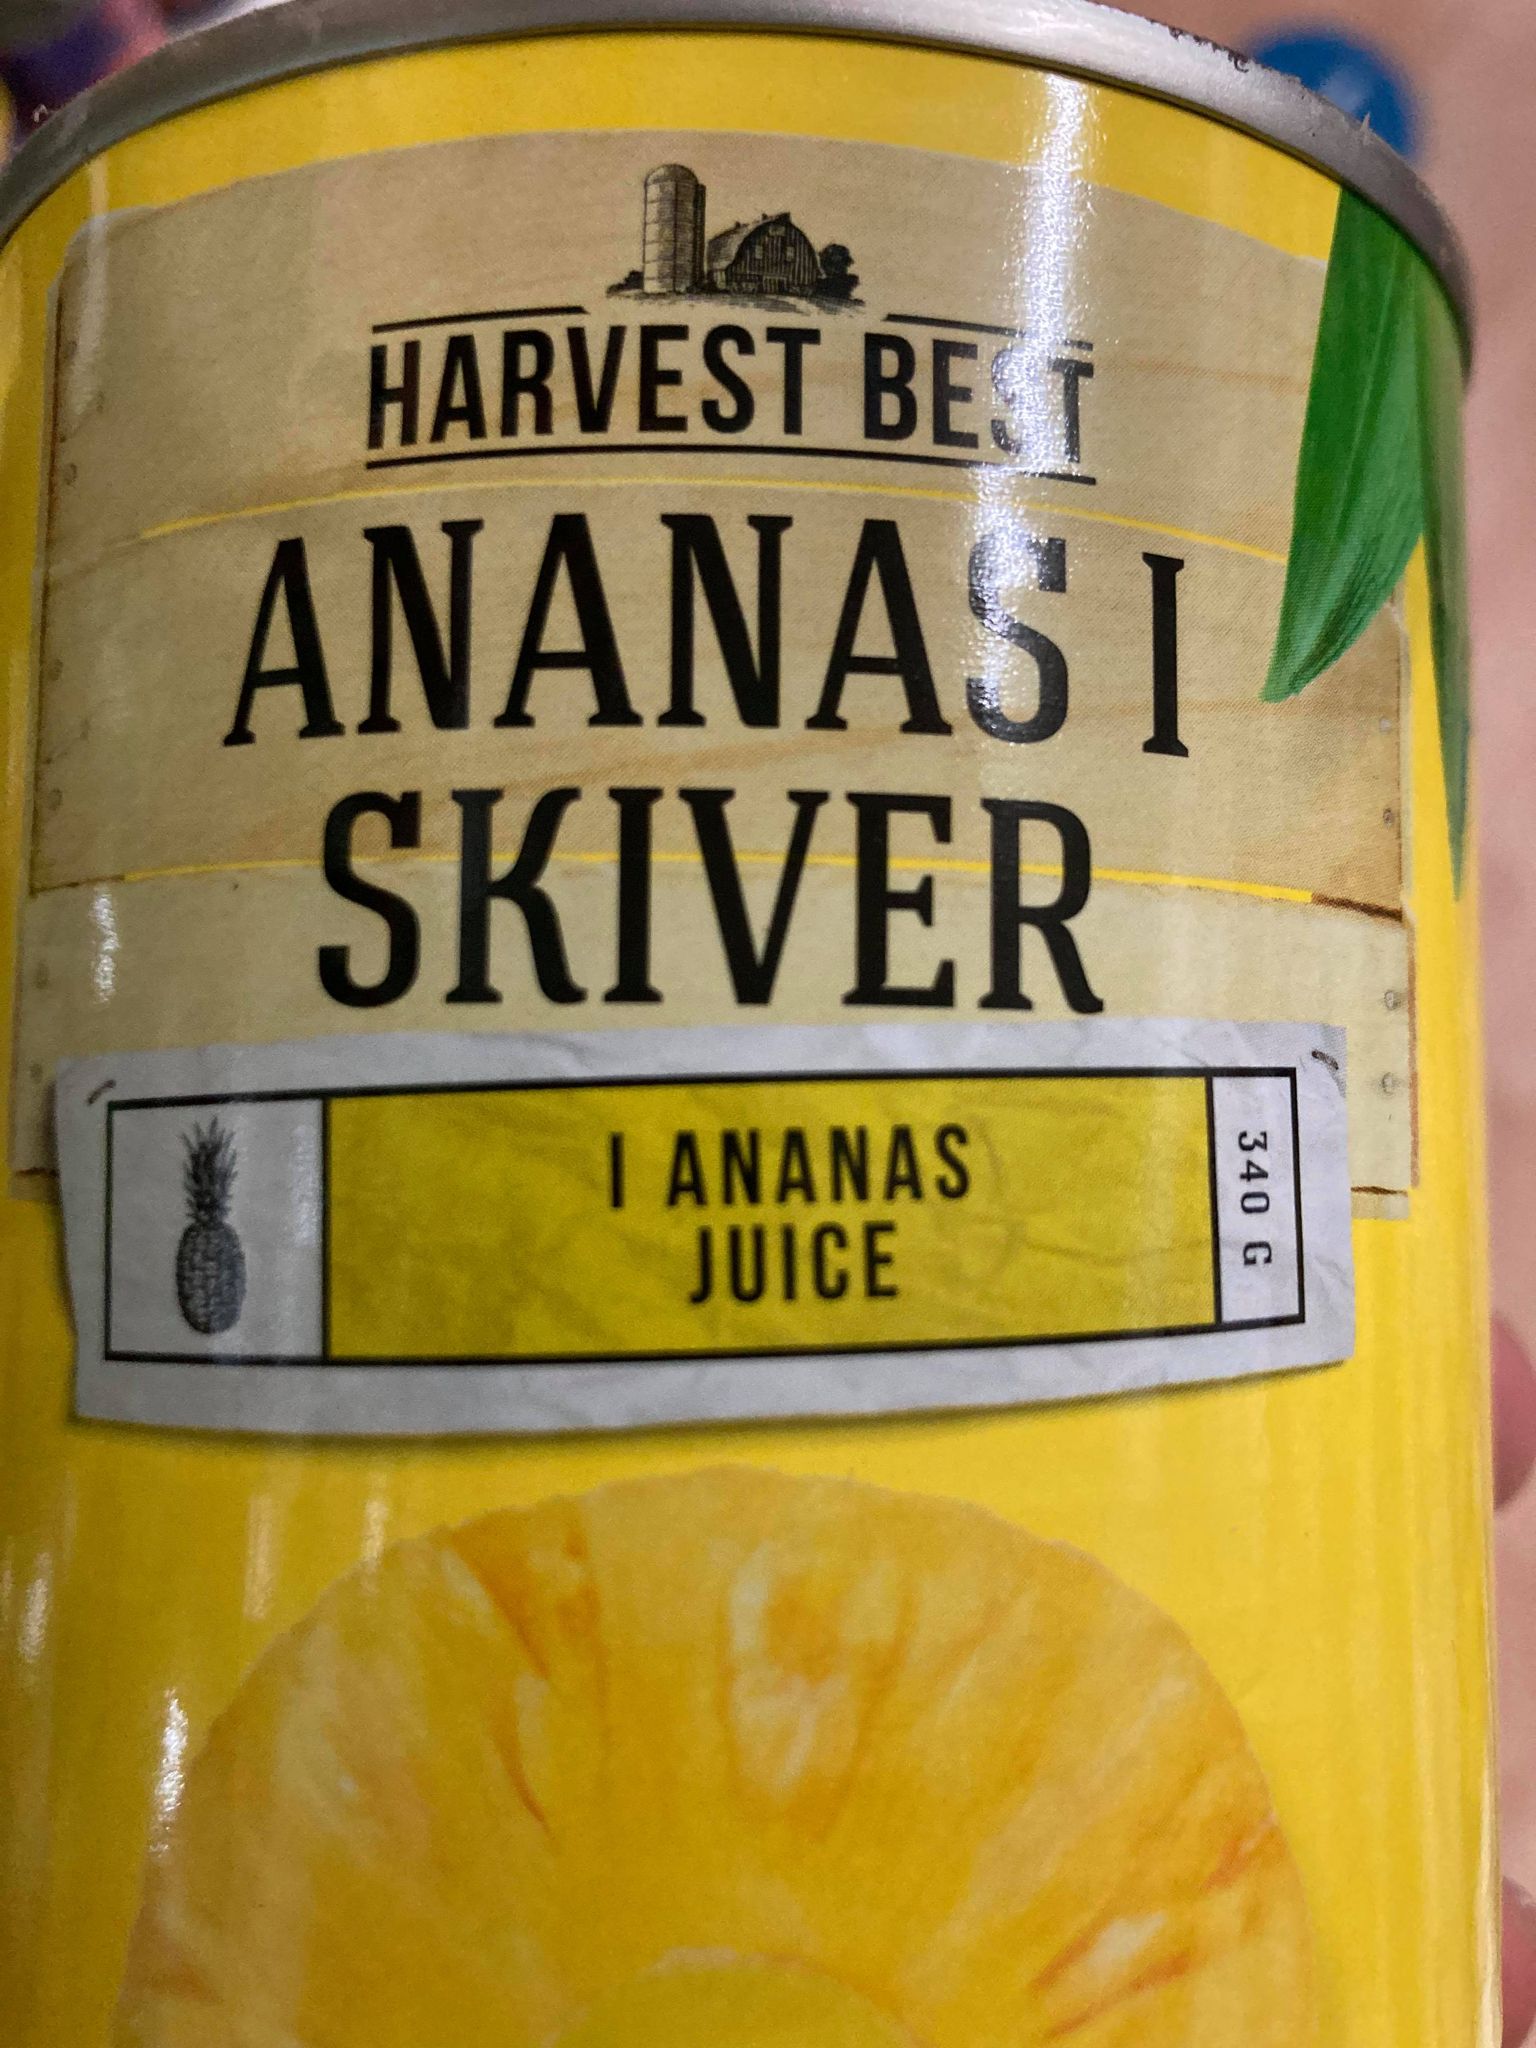 HARVEST BEST
ANANAS I
SKIVER
I ANANAS
JUICE
340 G